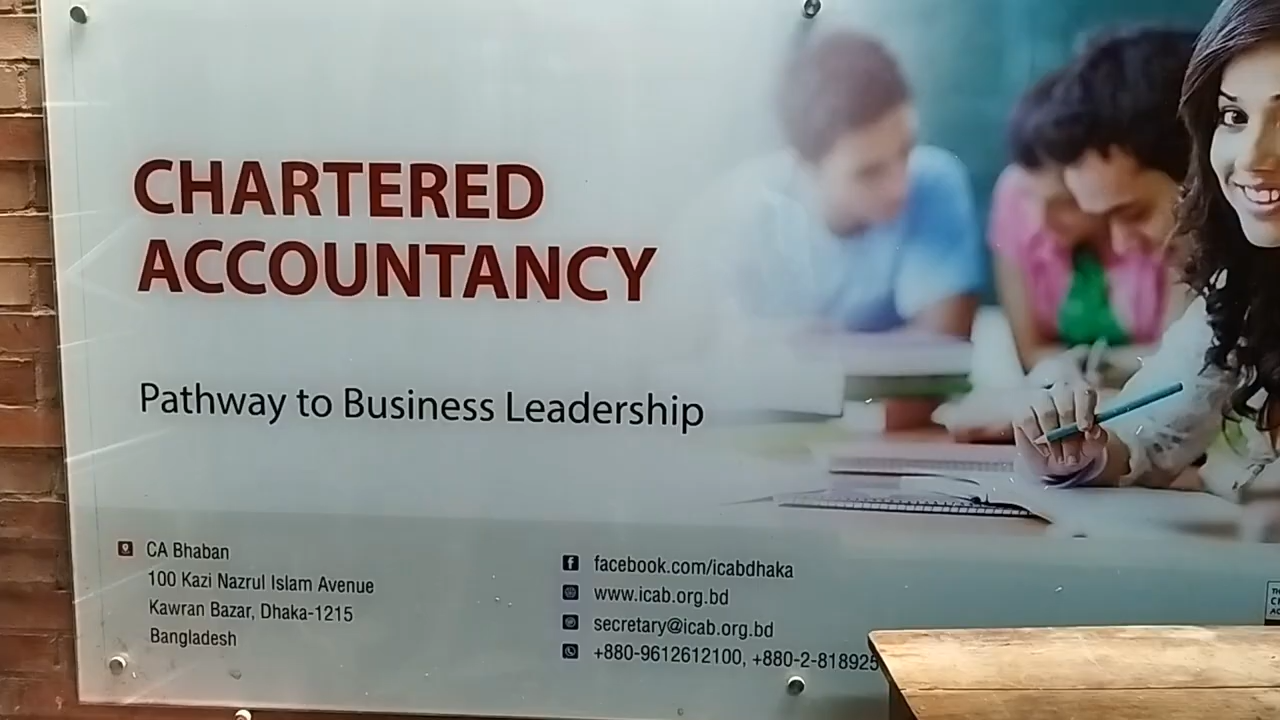 CHARTERED
ACCOUNTANCY
Pathway to Business Leadership
CA Bhaban
100 Kazi Nazrul Islam Avenue
Kawran Bazar, Dhaka-1215
Bangladesh
facebook.com/icabdhaka
www.icab.org.bd
secretary@icab.org.bd
+880-9612612100, +880-2-818925